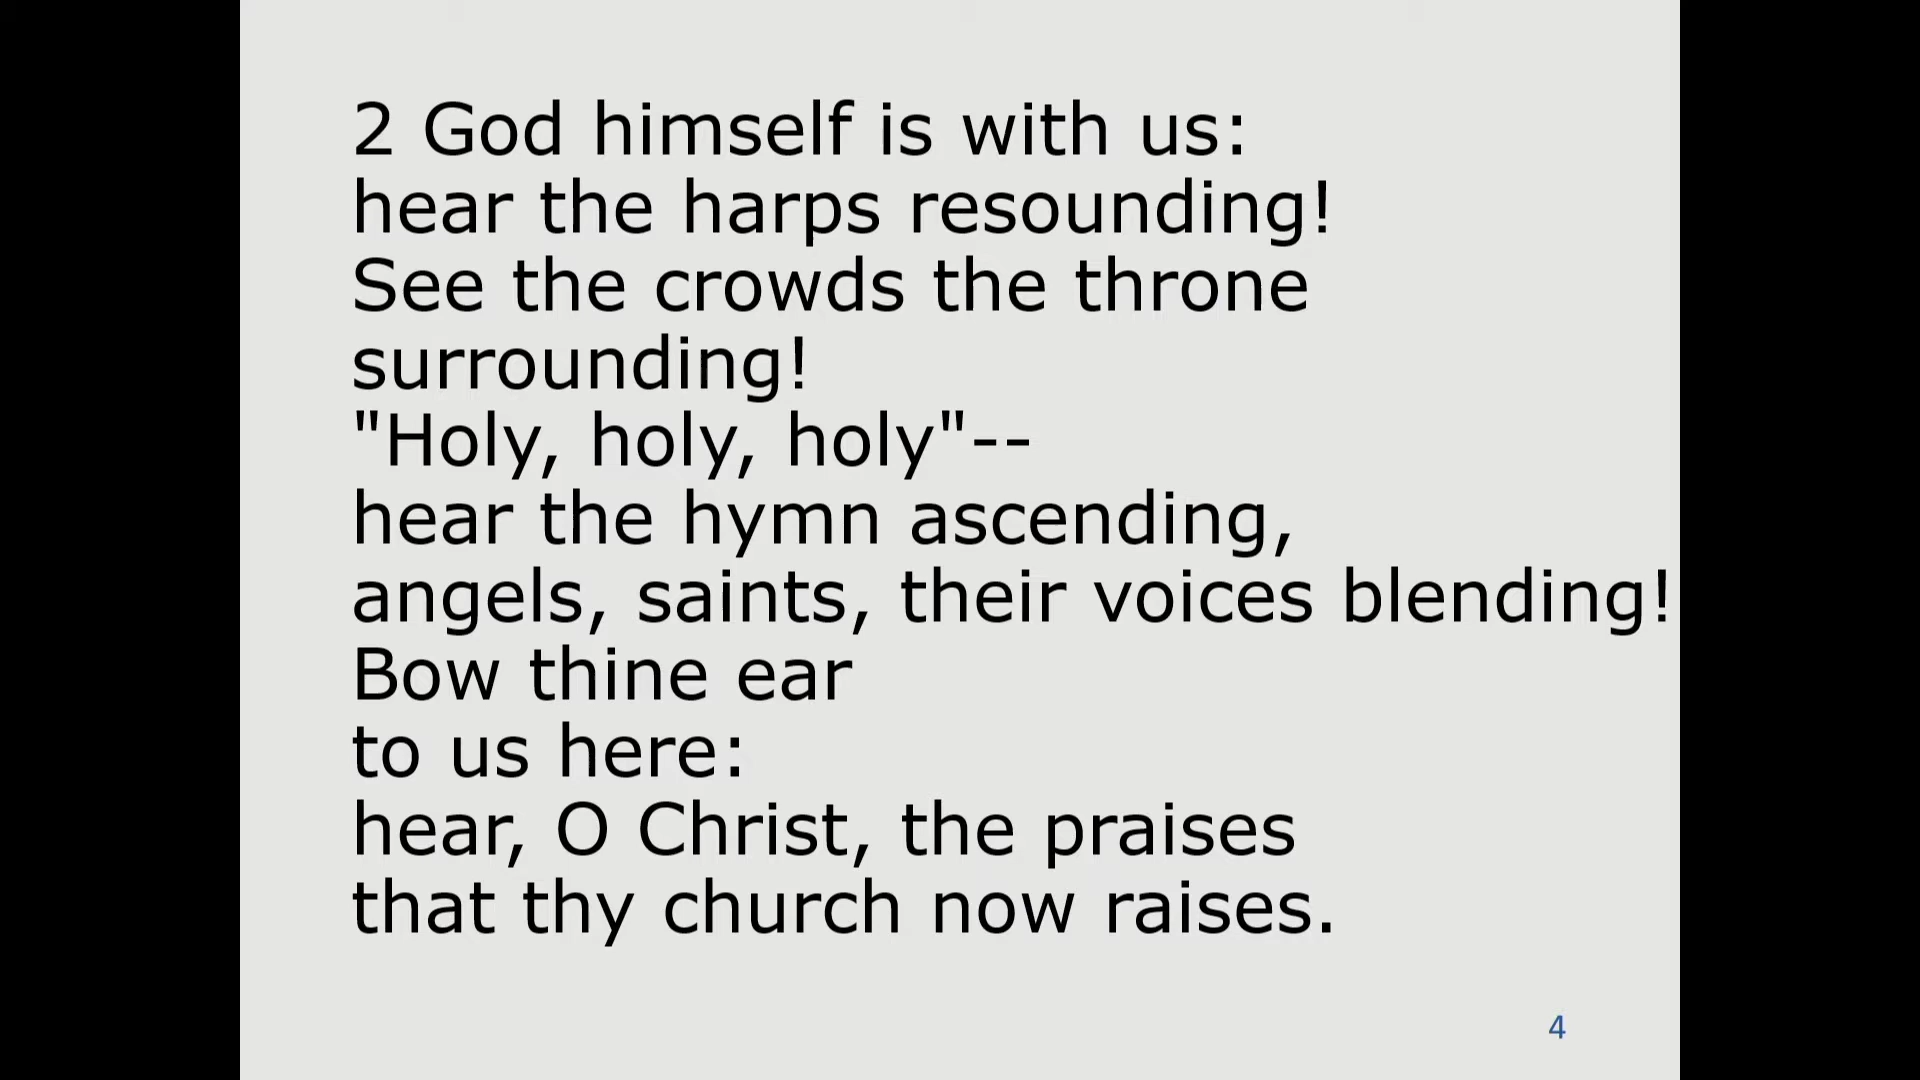 2 God himself is with us:
hear the harps resounding!
See the crowds the throne
surrounding!
"Holy, holy, holy"--
hear the hymn ascending,
angels, saints, their voices blending!
Bow thine ear
to us here:
hear, O Christ, the praises
that thy church now raises.
4